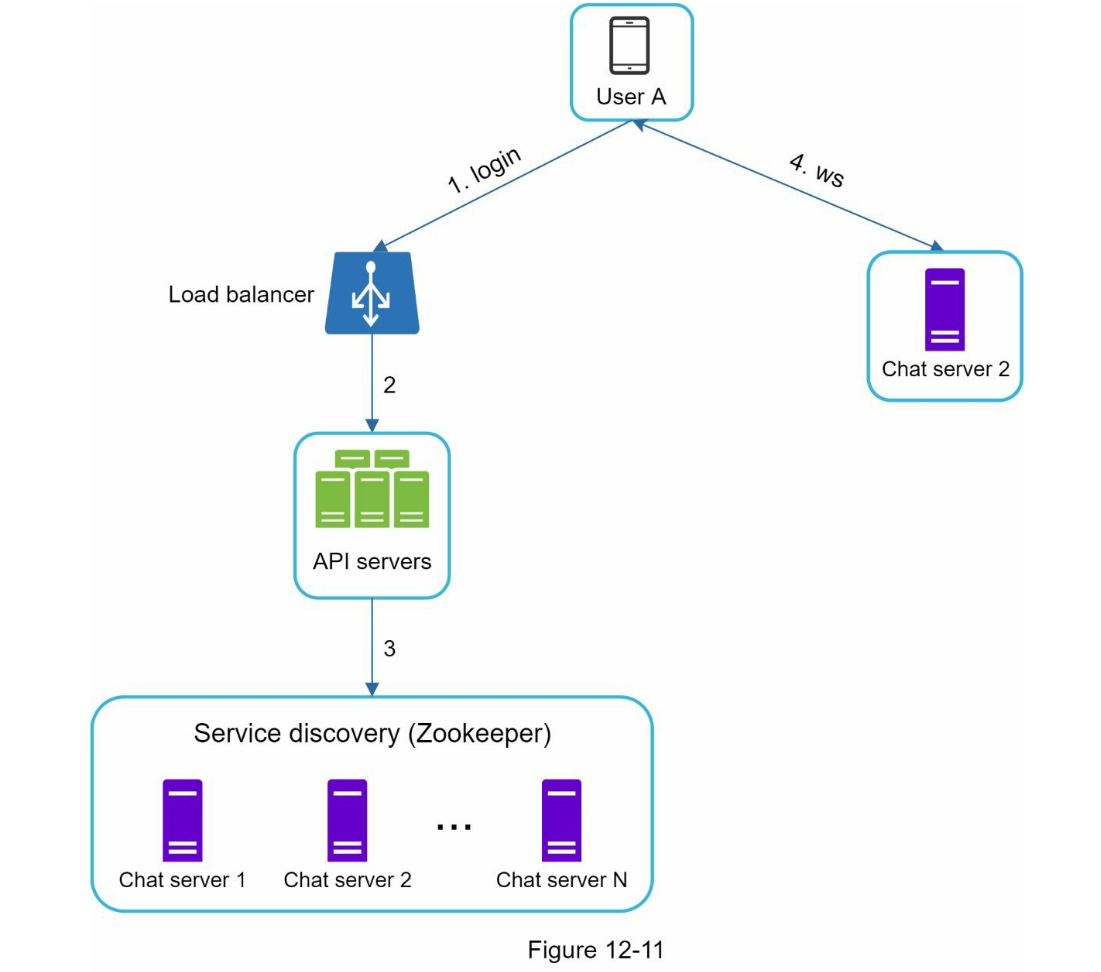 User A
1. login
4. ws
Load balancer
Chat server 2
2
API servers
3
Service discovery (Zookeeper)
...
Chat server 1
Chat server 2
Chat server N
Figure 12-11